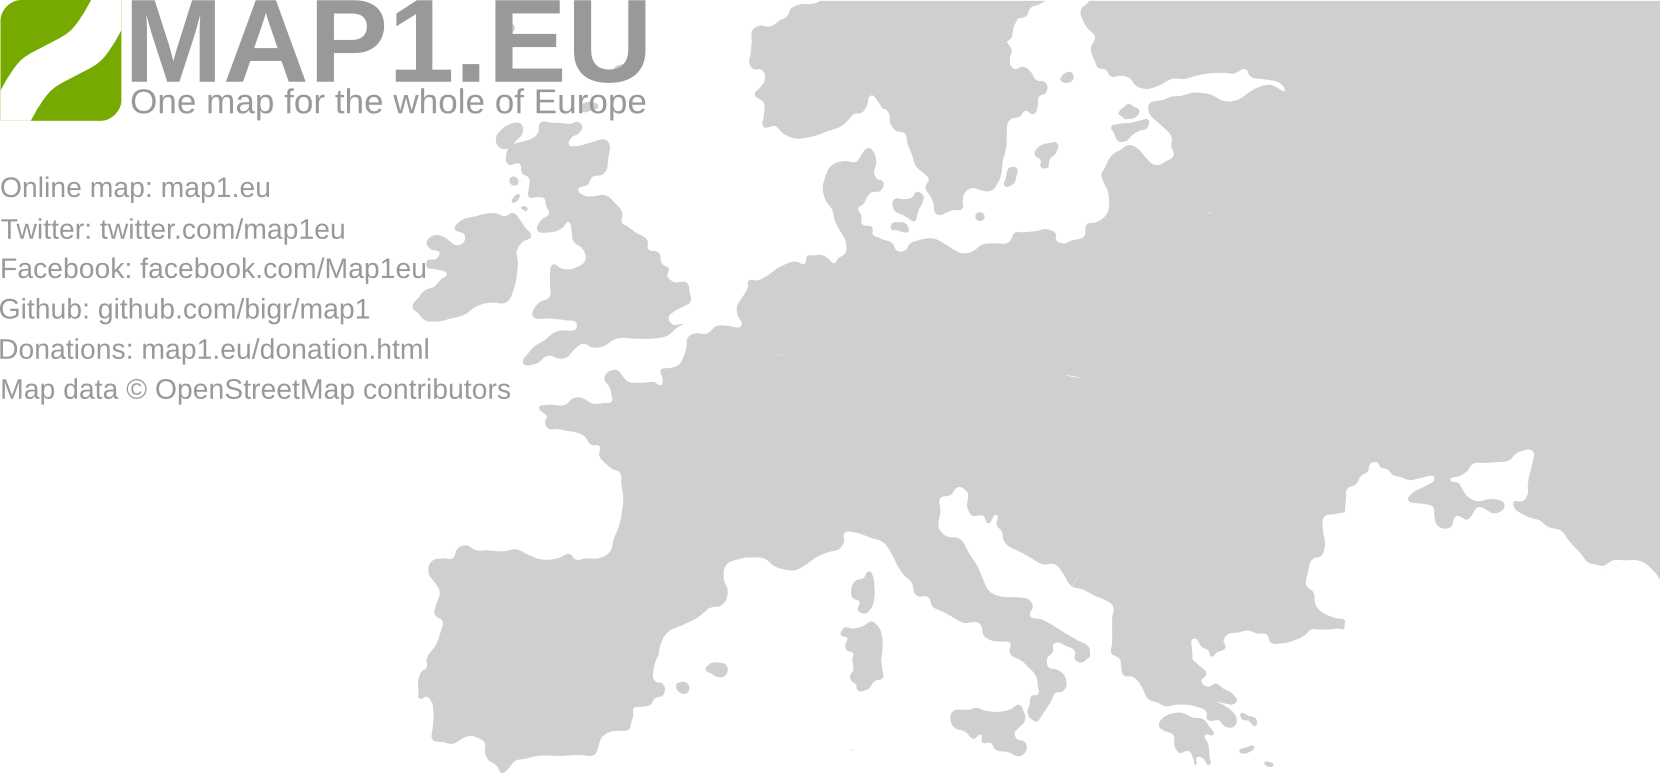 MAP1.EU
One map for the whole of Europe
Online map: map1.eu
Twitter: twitter.com/map1eu
Facebook: facebook.com/Map1eu
Github: github.com/bigr/map1
Donations: map1.eu/donation.html
Map data © OpenStreetMap contributors